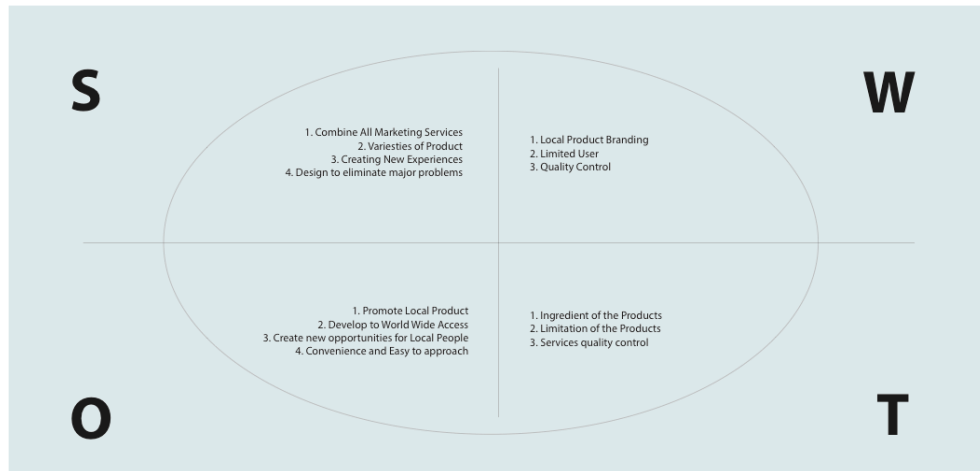 S
W
1. Combine All Marketing Services
2. Variesties of Product
3. Creating New Experiences
4. Design to eliminate major problems
1. Local Product Branding
2. Limited User
3. Quality Control
1. Promote Local Product
2. Develop to World Wide Access
3. Create new opportunities for Local People
4. Convenience and Easy to approach
1. Ingredient of the Products
2. Limitation of the Products
3. Services quality control
O
T